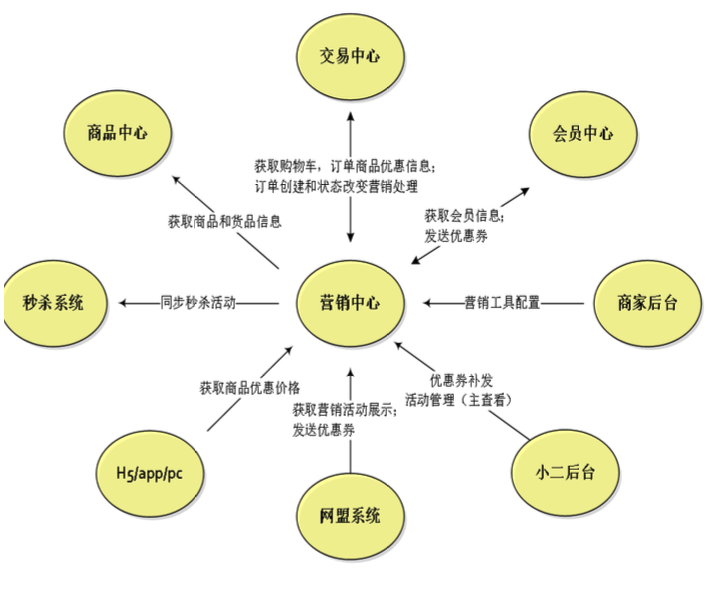 交易中心
商品中心
会员中心
获取购物车，订单商品优惠信息；
订单创建和状态改变营销处理
获取商品和货品信息
获取会员信息；
发送优惠券
秒杀系统
同步秒杀活动
营销中心
营销工具配置
商家后台
获取商品优惠价格
优惠券补发
活动管理（主查看）
获取营销活动展示；
发送优惠券
H5/app/pc
小二后台
网盟系统